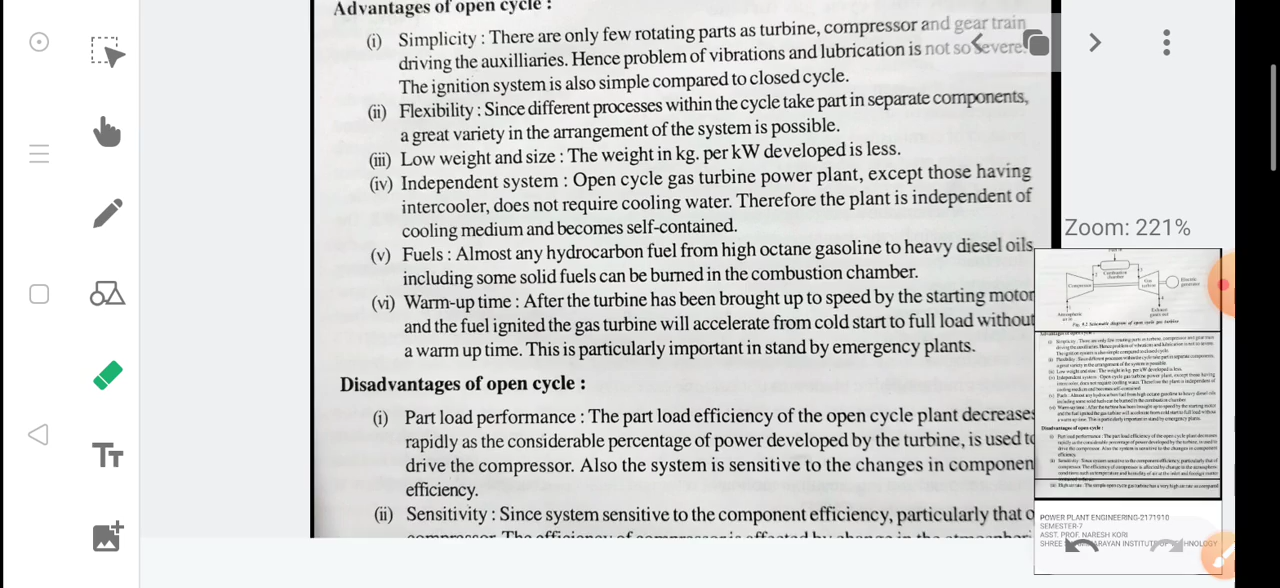 Advantages of open cycle :
(i) Simplicity : There are only few rotating parts as turbine, compressor and gear train
driving the auxilliaries. Hence problem of vibrations and lubrication is not so severe.
The ignition system is also simple compared to closed cycle.
(ii) Flexibility : Since different processes within the cycle take part in separate components,
a great variety in the arrangement of the system is possible.
(iii) Low weight and size : The weight in kg. per kW developed is less.
(iv) Independent system : Open cycle gas turbine power plant, except those having
intercooler, does not require cooling water. Therefore the plant is independent of
cooling medium and becomes self-contained.
(v) Fuels : Almost any hydrocarbon fuel from high octane gasoline to heavy diesel oils
including some solid fuels can be burned in the combustion chamber.
(vi) Warm-up time : After the turbine has been brought up to speed by the starting motor
and the fuel ignited the gas turbine will accelerate from cold start to full load without
a warm up time. This is particularly important in stand by emergency plants.
Disadvantages of open cycle :
(i) Part load performance : The part load efficiency of the open cycle plant decreases
rapidly as the considerable percentage of power developed by the turbine, is used to
drive the compressor. Also the system is sensitive to the changes in componen
efficiency.
(ii) Sensitivity : Since system sensitive to the component efficiency, particularly that o
Tт
Zoom: 221%
POWER PLANT ENGINEERING-2171910
SEMESTER-7
ASST. PROF. NARESH KORI
SHREE